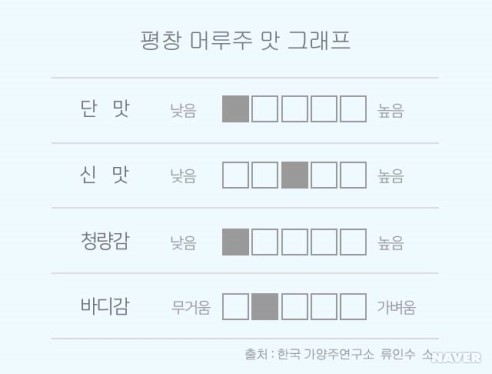 평창 머루주 맛 그래프
단 맛 낮음 높음
신 맛 낮음 높음
청량감 낮음 높음
바디감 무거움 가벼움
출처 : 한국 가양주연구소 류인수 소
NAVER